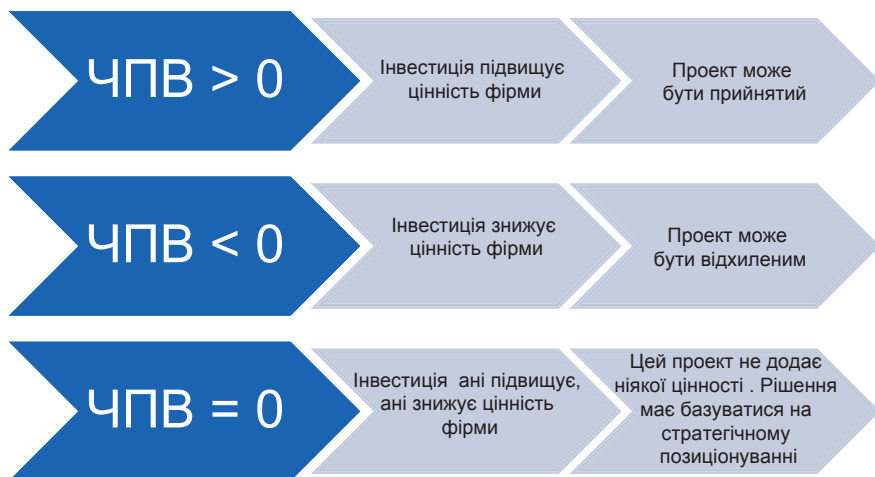 ЧПВ > 0
Інвестиція підвищує
цінність фірми
Проект може
бути прийнятий
ЧПВ < 0
Інвестиція знижує
цінність фірми
Проект може
бути відхиленим
ЧПВ = 0
Інвестиція  ані підвищує,
ані знижує цінність
фірми
Цей проект не додає
ніякої цінності . Рішення
має базуватися на
стратегічному
позиціонуванні